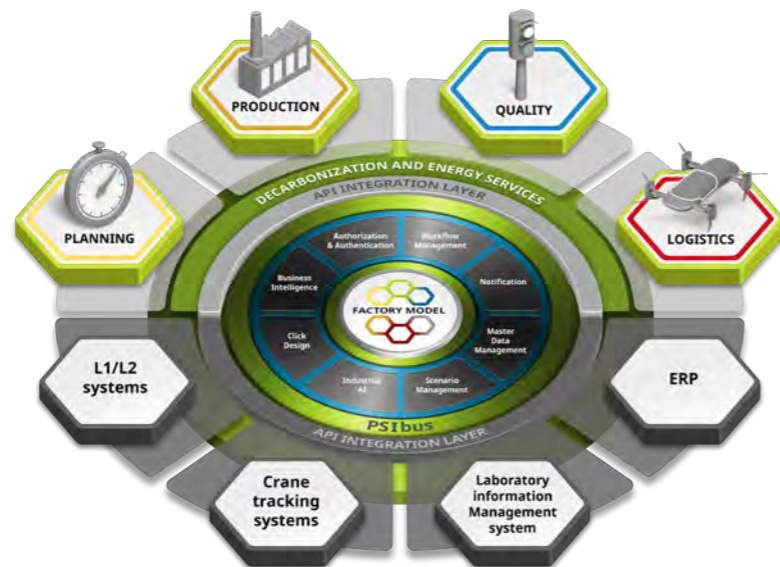 PRODUCTION
QUALITY
PLANNING
LOGISTICS
DECARBONIZATION AND ENERGY SERVICES
API INTEGRATION LAYER
Authorization
& Authentication
Workflow
Management
Business
Intelligence
Notification
FACTORY MODEL
Click
Design
Master
Data
Management
Industrial
AI
Scenario
Management
PSIbus
API INTEGRATION LAYER
L1/L2
systems
ERP
Crane
tracking
systems
Laboratory
information
Management
system